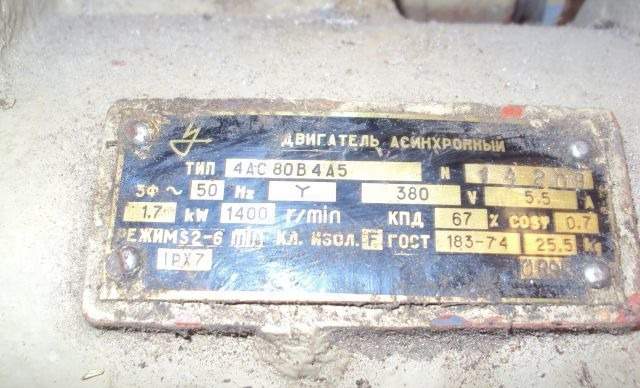 ДВИГАТЕЛЬ АСИНХРОННЫЙ
ТИП 4АС80В4А5 N
3Ф ~ 50 Hz Y 380 V 5.5 А
1.7 kW 1400 r/min КПД 67 % COSΥ 0.7
РЕЖИМ S2-6 min КЛ. ИЗОЛ. F ГОСТ 183-74 25.5 kg
IPX7